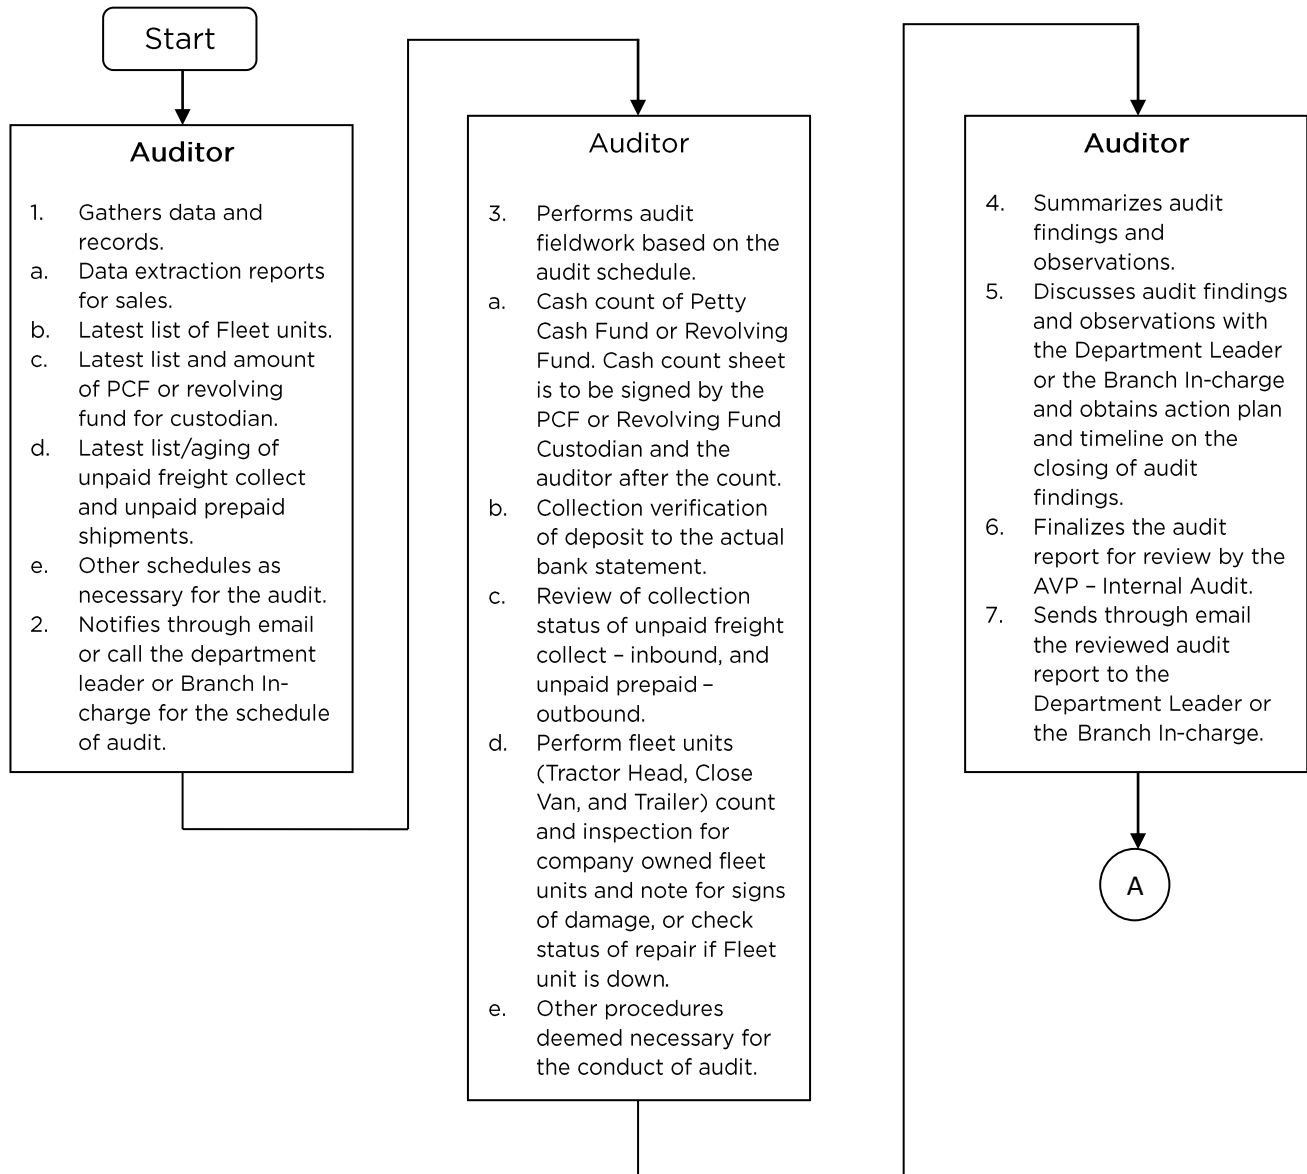 Start
Auditor
1. Gathers data and
records.
a. Data extraction reports
for sales.
b. Latest list of Fleet units.
c. Latest list and amount
of PCF or revolving
fund for custodian.
d. Latest list/aging of
unpaid freight collect
and unpaid prepaid
shipments.
e. Other schedules as
necessary for the audit.
2. Notifies through email
or call the department
leader or Branch In-
charge for the schedule
of audit.
Auditor
3. Performs audit
fieldwork based on the
audit schedule.
a. Cash count of Petty
Cash Fund or Revolving
Fund. Cash count sheet
is to be signed by the
PCF or Revolving Fund
Custodian and the
auditor after the count.
b. Collection verification
of deposit to the actual
bank statement.
c. Review of collection
status of unpaid freight
collect – inbound, and
unpaid prepaid –
outbound.
d. Perform fleet units
(Tractor Head, Close
Van, and Trailer) count
and inspection for
company owned fleet
units and note for signs
of damage, or check
status of repair if Fleet
unit is down.
e. Other procedures
deemed necessary for
the conduct of audit.
Auditor
4. Summarizes audit
findings and
observations.
5. Discusses audit findings
and observations with
the Department Leader
or the Branch In-charge
and obtains action plan
and timeline on the
closing of audit
findings.
6. Finalizes the audit
report for review by the
AVP – Internal Audit.
7. Sends through email
the reviewed audit
report to the
Department Leader or
the Branch In-charge.
A